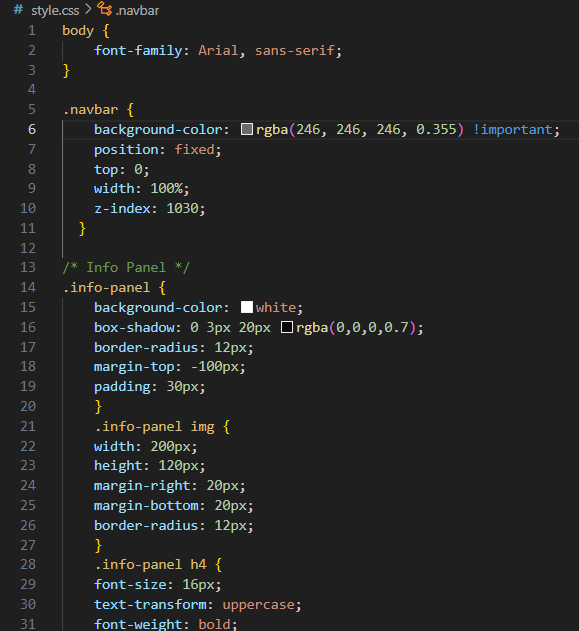 # style.css > .navbar
1 body {
2 font-family: Arial, sans-serif;
3 }
4
5 .navbar {
6 background-color: rgba(246, 246, 246, 0.355) !important;
7 position: fixed;
8 top: 0;
9 width: 100%;
10 z-index: 1030;
11 }
12
13 /* Info Panel */
14 .info-panel {
15 background-color: white;
16 box-shadow: 0 3px 20px rgba(0,0,0,0.7);
17 border-radius: 12px;
18 margin-top: -100px;
19 padding: 30px;
20 }
21 .info-panel img {
22 width: 200px;
23 height: 120px;
24 margin-right: 20px;
25 margin-bottom: 20px;
26 border-radius: 12px;
27 }
28 .info-panel h4 {
29 font-size: 16px;
30 text-transform: uppercase;
31 font-weight: bold;